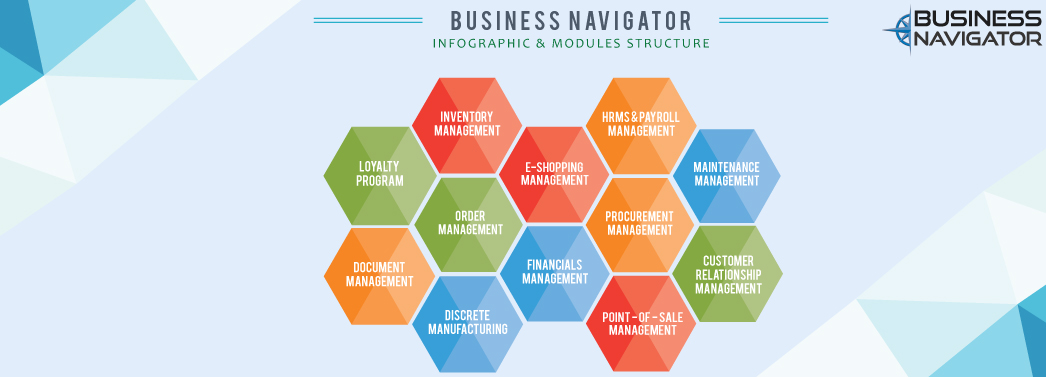 BUSINESS NAVIGATOR
INFOGRAPHIC & MODULES STRUCTURE
BUSINESS
NAVIGATOR
INVENTORY
MANAGEMENT
HRMS & PAYROLL
MANAGEMENT
LOYALTY
PROGRAM
E-SHOPPING
MANAGEMENT
MAINTENANCE
MANAGEMENT
ORDER
MANAGEMENT
PROCUREMENT
MANAGEMENT
DOCUMENT
MANAGEMENT
FINANCIALS
MANAGEMENT
CUSTOMER
RELATIONSHIP
MANAGEMENT
DISCRETE
MANUFACTURING
POINT - OF - SALE
MANAGEMENT